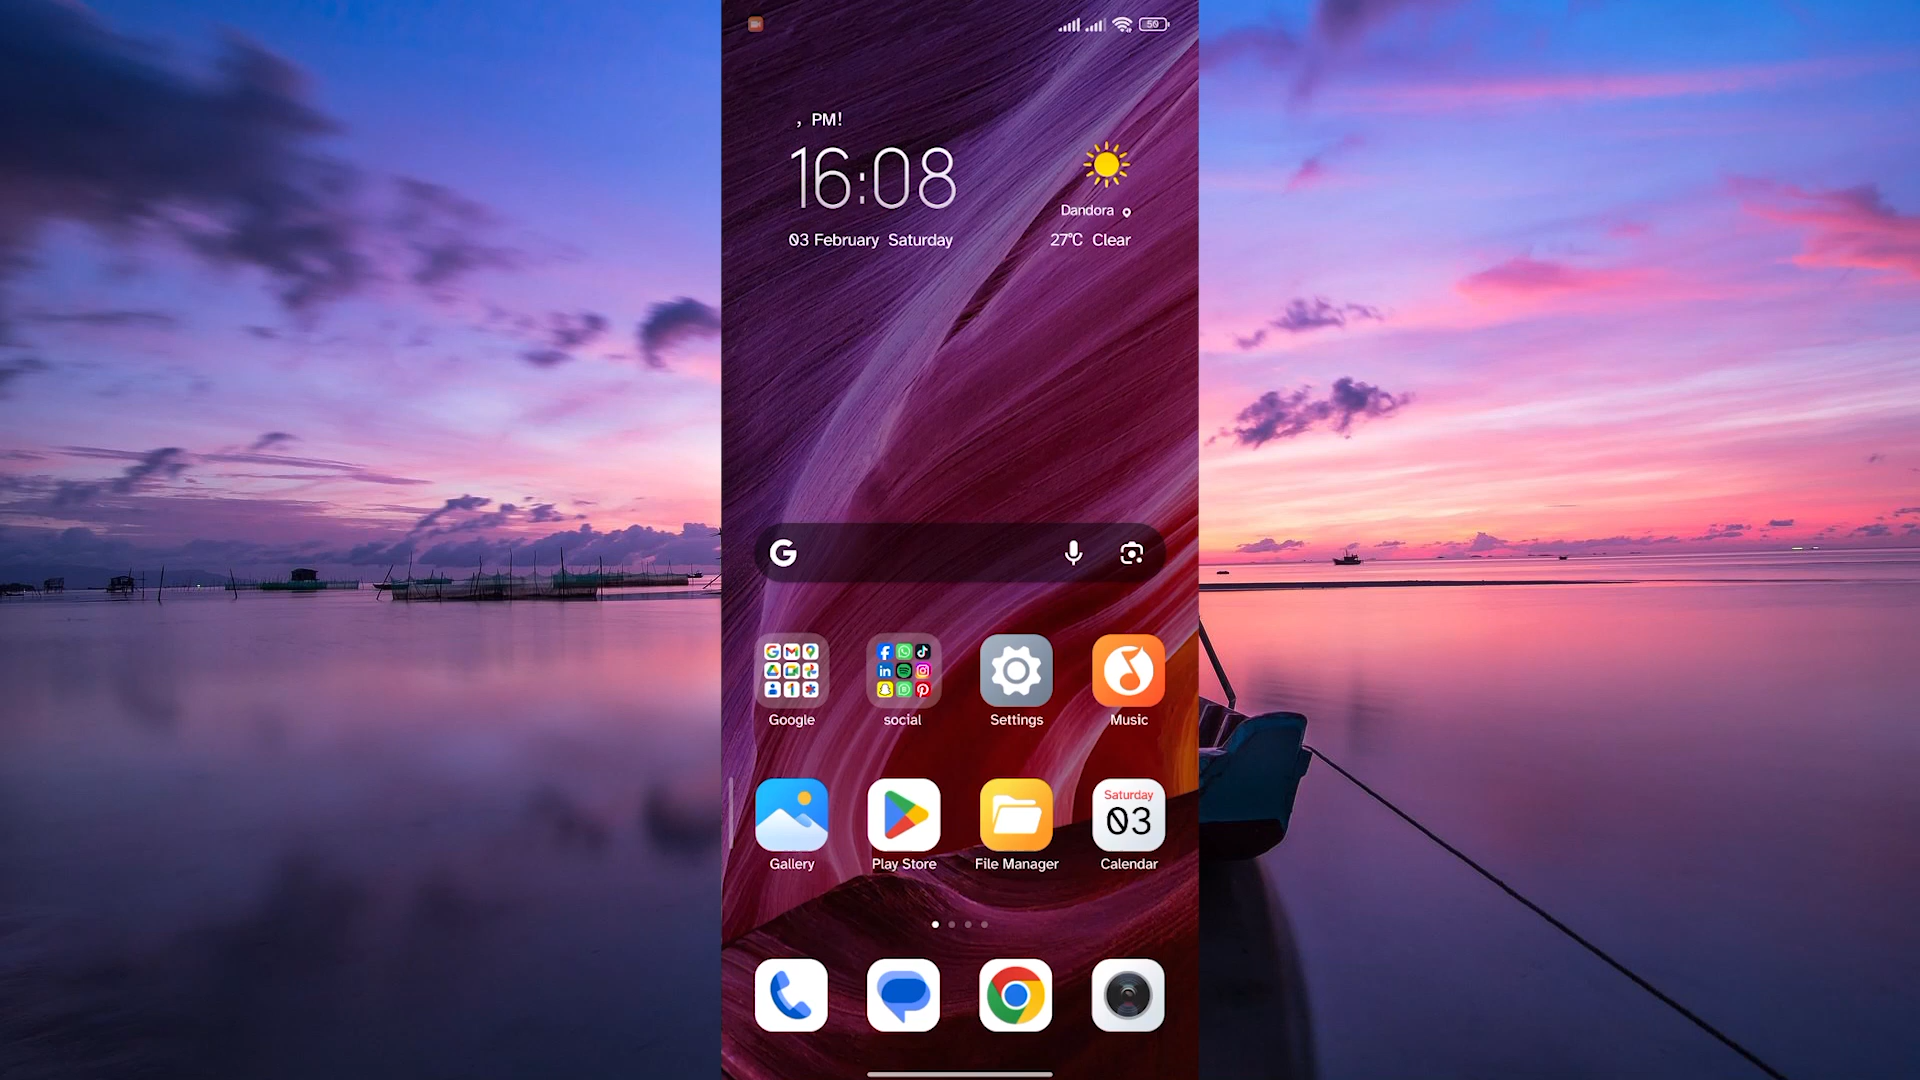 50
, PM!
16:08
Dandora
03 February Saturday
27°C Clear
Google
social
Settings
Music
Saturday
03
Gallery
Play Store
File Manager
Calendar